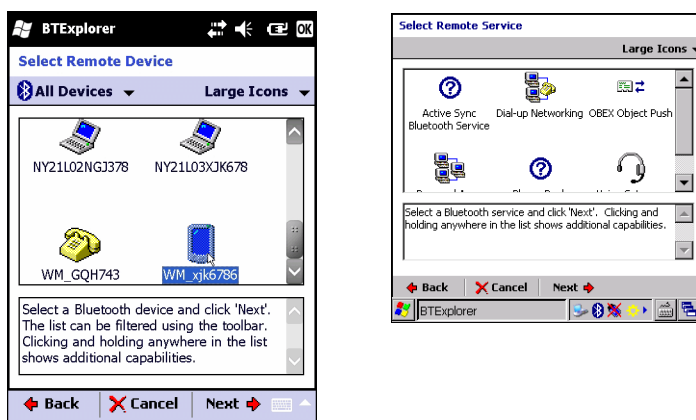 BTExplorer
OK
Select Remote Device
All Devices
Large Icons
NY21L02NGJ378
NY21L03XJK678
WM_GQH743
WM_xjk6786
Select a Bluetooth device and click 'Next'.
The list can be filtered using the toolbar.
Clicking and holding anywhere in the list
shows additional capabilities.
Back
Cancel
Next
Select Remote Service
Large Icons
Active Sync
Bluetooth Service
Dial-up Networking
OBEX Object Push
Select a Bluetooth service and click 'Next'. Clicking and
holding anywhere in the list shows additional capabilities.
Back
Cancel
Next
BTExplorer